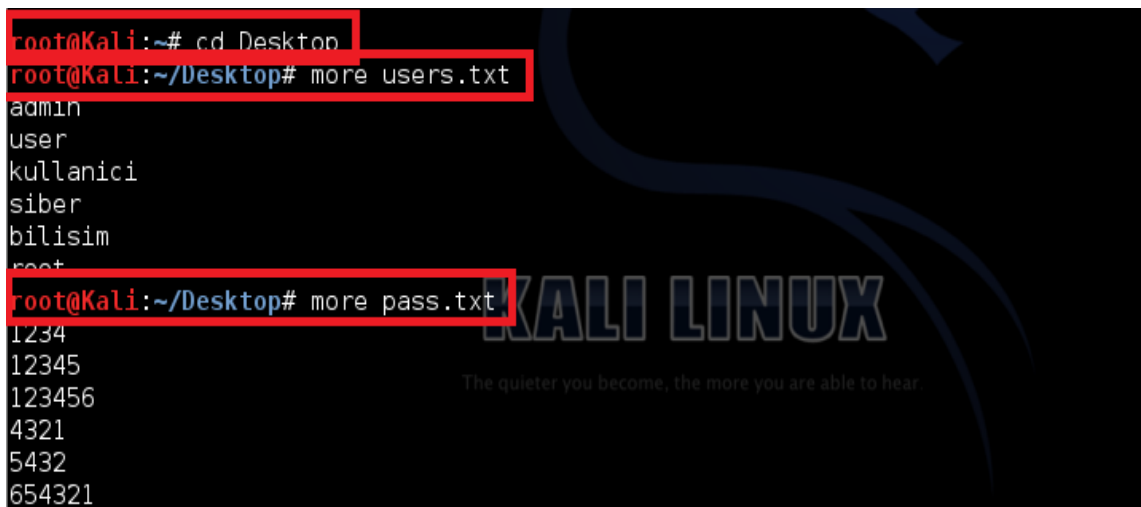 root@Kali:~# cd Desktop
root@Kali:~/Desktop# more users.txt
admin
user
kullanici
siber
bilisim
root
root@Kali:~/Desktop# more pass.txt
KALI LINUX
1234
12345
The quieter you become, the more you are able to hear.
123456
4321
5432
654321